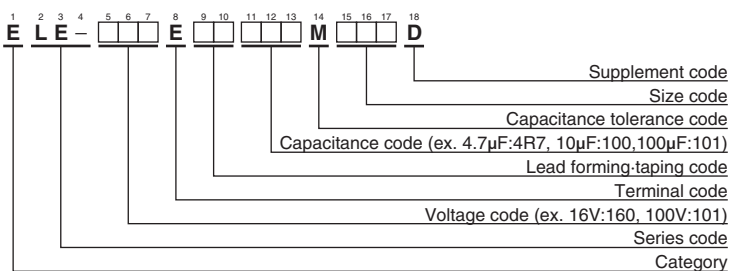 1 2 3 4 5 6 7 8 9 10 11 12 13 14 15 16 17 18
E L E – E M D
Supplement code
Size code
Capacitance tolerance code
Capacitance code (ex. 4.7µF:4R7, 10µF:100,100µF:101)
Lead forming·taping code
Terminal code
Voltage code (ex. 16V:160, 100V:101)
Series code
Category